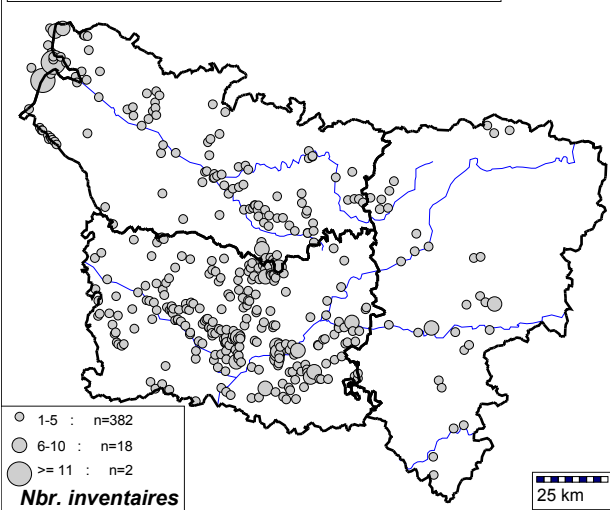 1-5 : n=382
6-10 : n=18
>= 11 : n=2
Nbr. inventaires
25 km